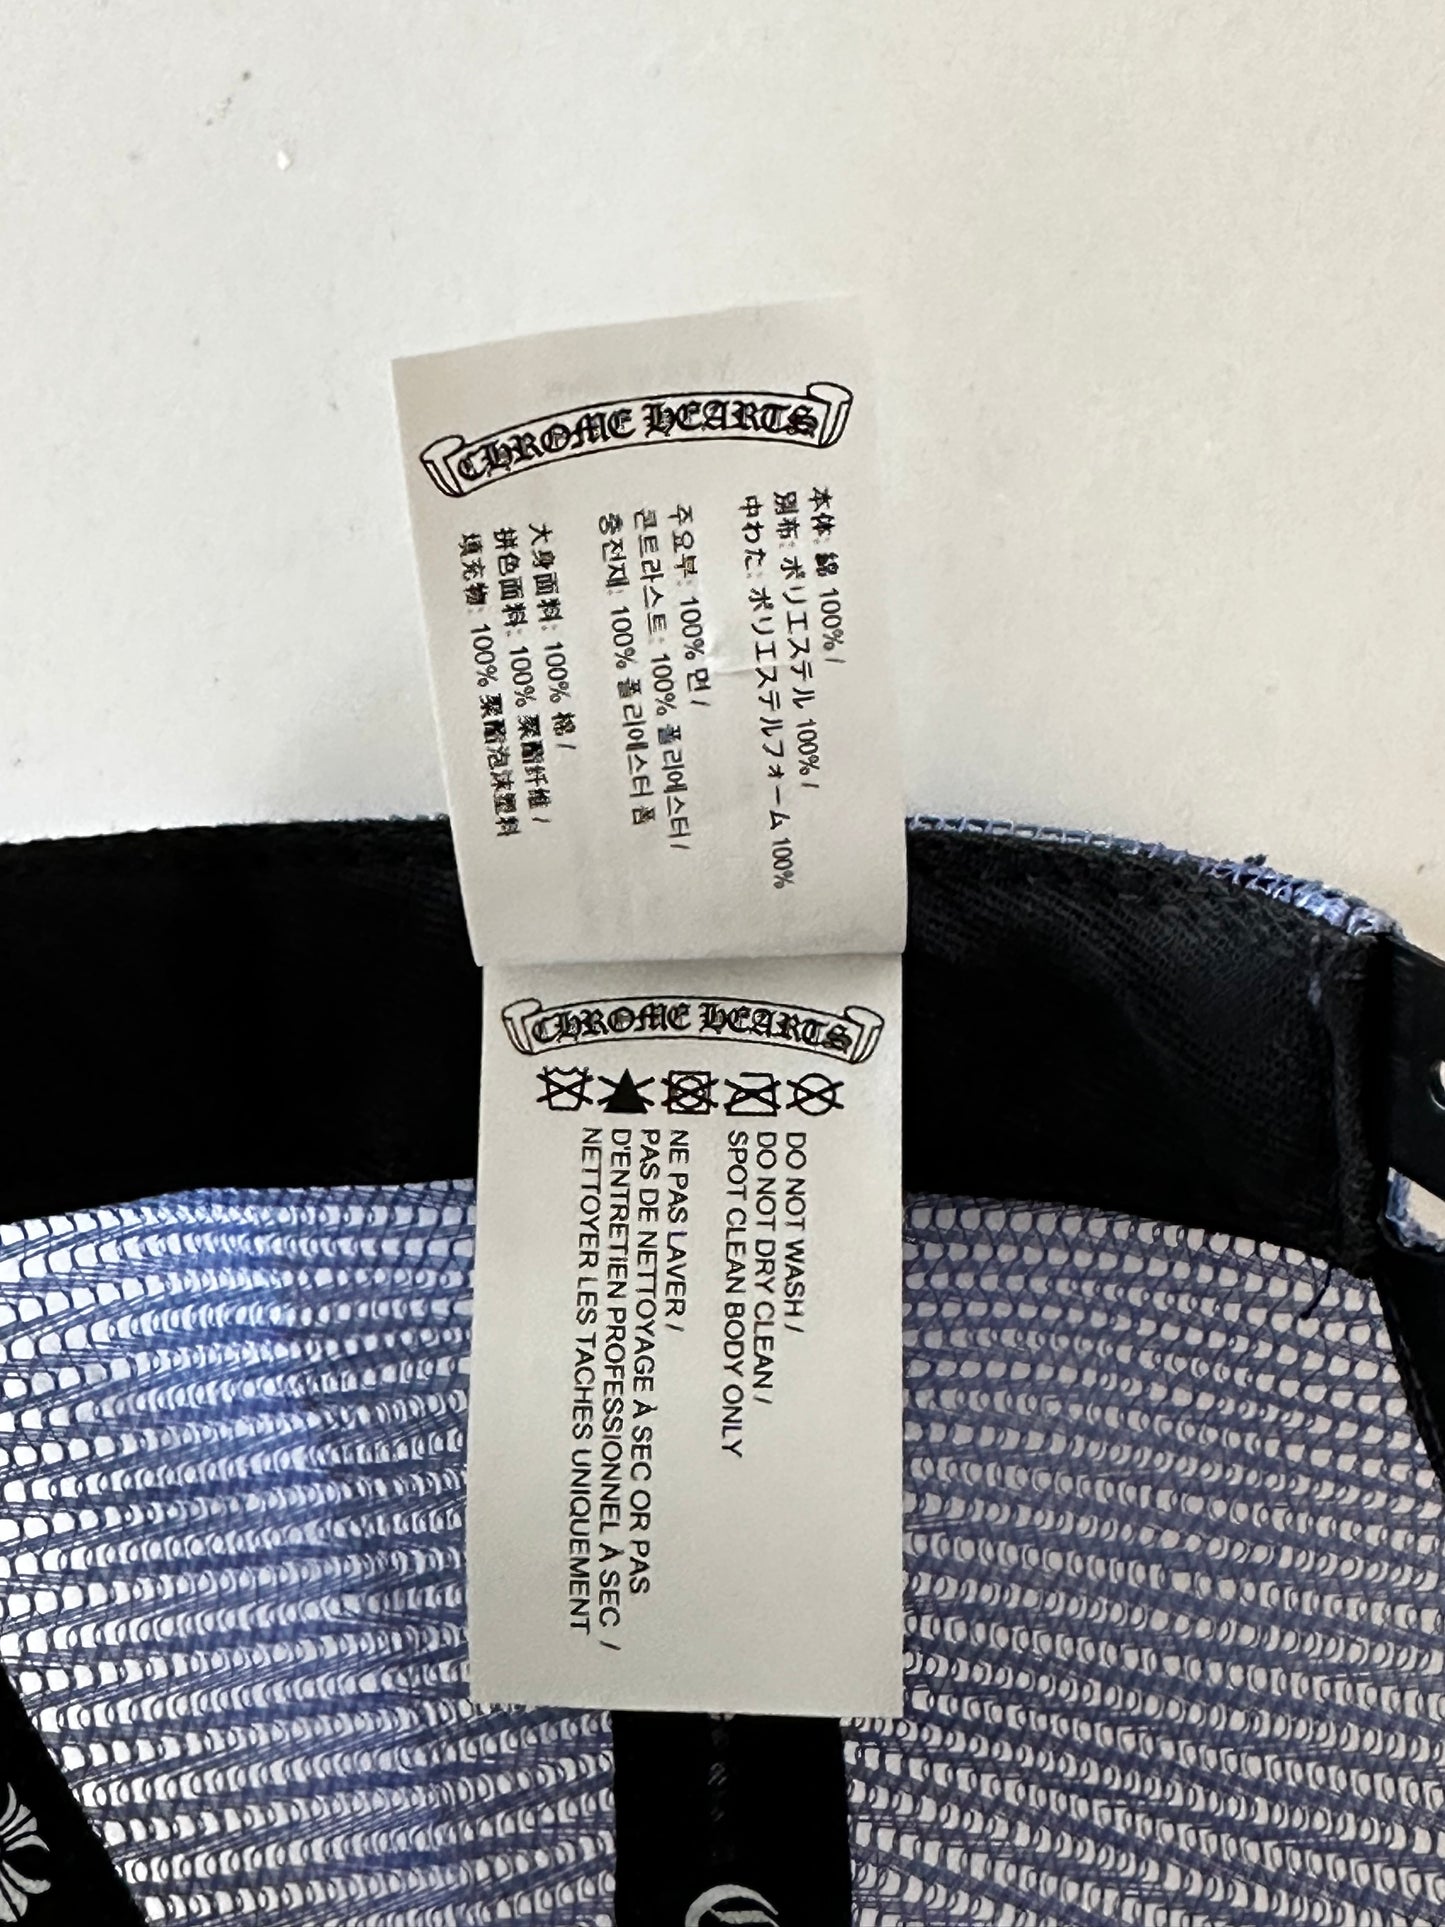 CHROME HEARTS
本体: 綿 100% /
別布: ポリエステル 100% /
中わた: ポリエステルフォーム 100%
주요부: 100% 면 /
콘트라스트: 100% 폴리에스터 /
충전재: 100% 폴리에스터 폼
大身面料: 100% 棉 /
拼色面料: 100% 聚酯纤维 /
填充物: 100% 聚酯泡沫塑料
CHROME HEARTS
DO NOT WASH /
DO NOT DRY CLEAN /
SPOT CLEAN BODY ONLY
NE PAS LAVER /
PAS DE NETTOYAGE À SEC OR PAS
D'ENTRETIEN PROFESSIONNEL À SEC /
NETTOYER LES TACHES UNIQUEMENT